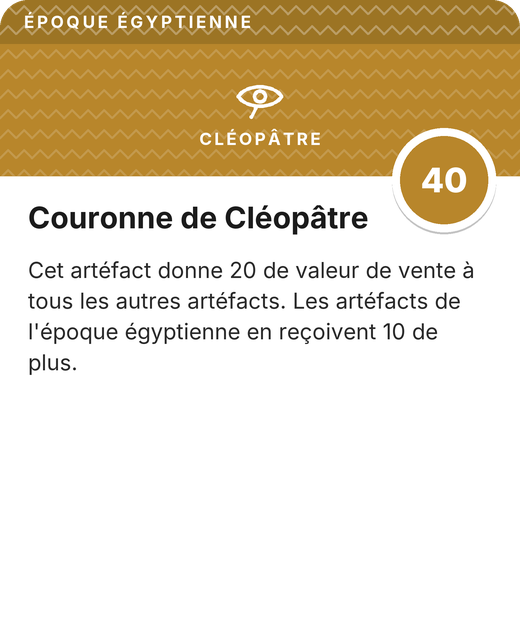 ÉPOQUE ÉGYPTIENNE
CLÉOPÂTRE
40
Couronne de Cléopâtre
Cet artéfact donne 20 de valeur de vente à
tous les autres artéfacts. Les artéfacts de
l'époque égyptienne en reçoivent 10 de
plus.